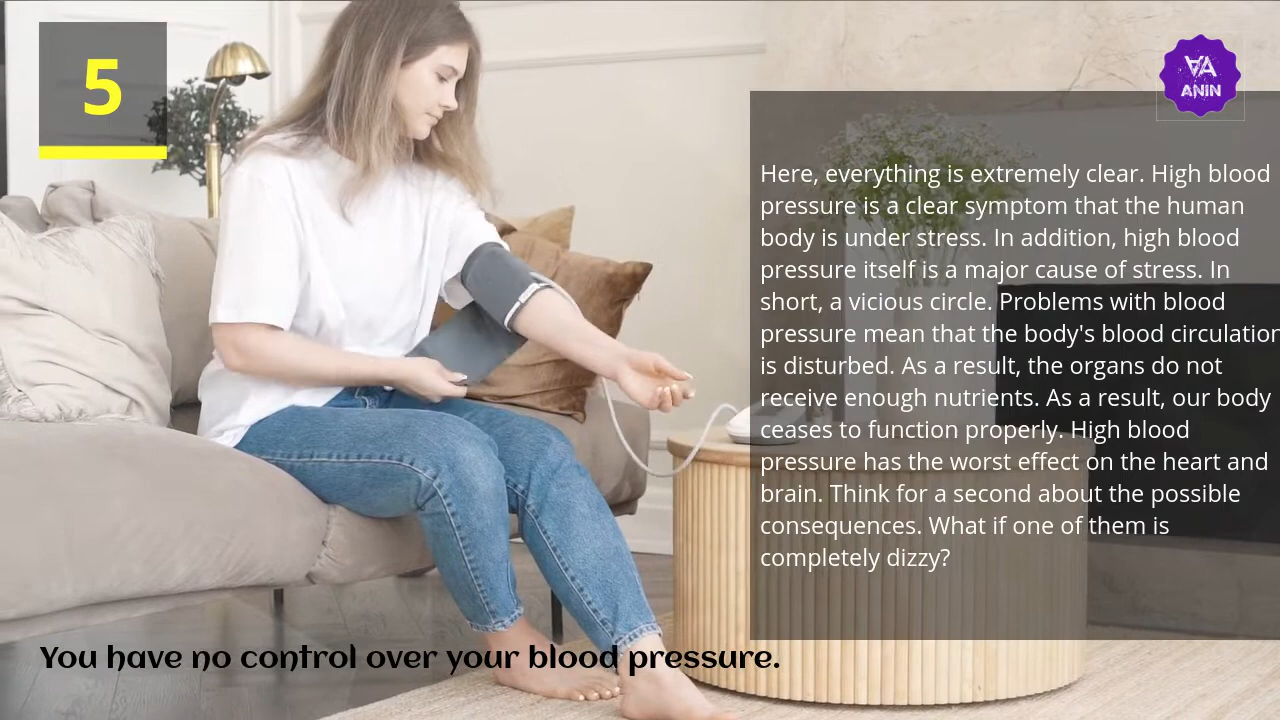 5
ANIN
Here, everything is extremely clear. High blood
pressure is a clear symptom that the human
body is under stress. In addition, high blood
pressure itself is a major cause of stress. In
short, a vicious circle. Problems with blood
pressure mean that the body's blood circulation
is disturbed. As a result, the organs do not
receive enough nutrients. As a result, our body
ceases to function properly. High blood
pressure has the worst effect on the heart and
brain. Think for a second about the possible
consequences. What if one of them is
completely dizzy?
You have no control over your blood pressure.